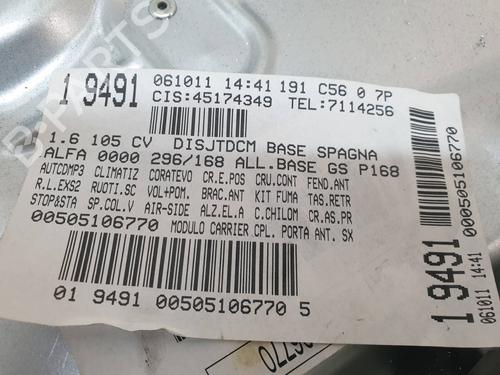 1 9491 061011 14:41 191 C56 0 7P
CIS:45174349 TEL:7114256
1.6 105 CV DISJTDCM BASE SPAGNA
ALFA 0000 296/168 ALL.BASE GS P168
AUTCDMP3 CLIMATIZ CORATEVO CR.E.POS CRU.CONT FEND.ANT
R.L.EXS2 RUOTI.SC VOL+POM. BRAC.ANT KIT FUMA TAS.RETR
STOP&STA SP.COL.V AIR-SIDE ALZ.EL.A C.CHILOM CR.AS.PR
00505106770 MODULO CARRIER CPL. PORTA ANT. SX
01 9491 00505106770 5
000505106770
1 9491
061011 14:41
B-PARTS